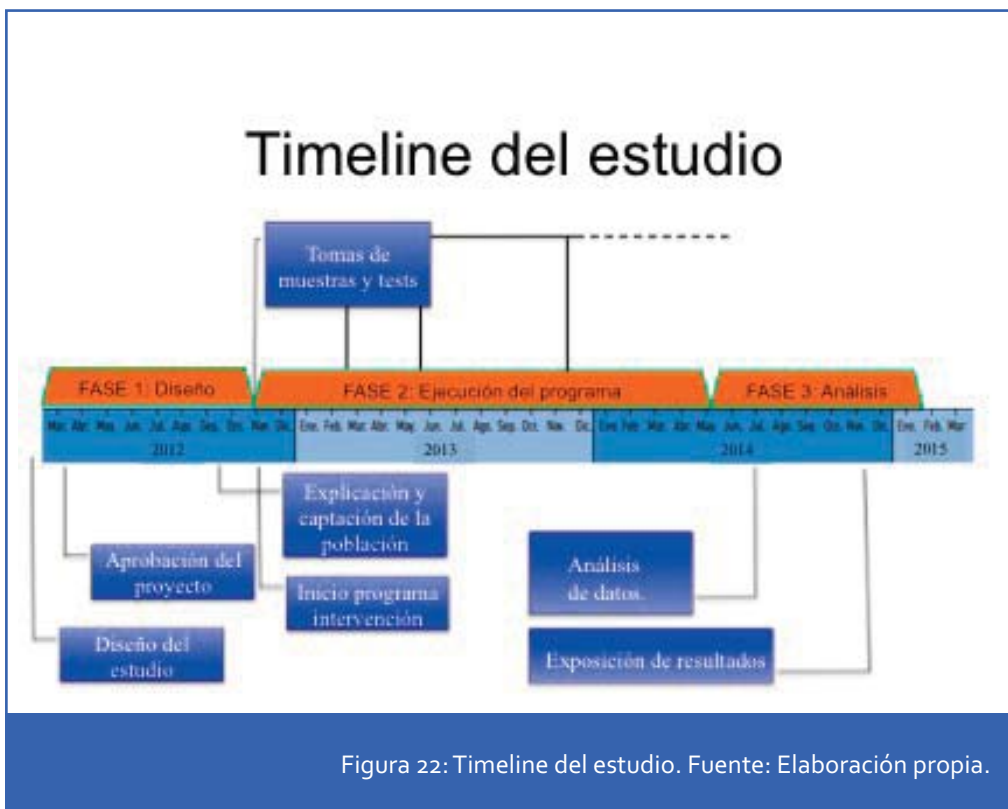 Timeline del estudio
Tomas de
muestras y tests
FASE 1: Diseño
FASE 2: Ejecución del programa
FASE 3: Análisis
Mar. Abr. May. Jun. Jul. Ago. Sep. Oct. Nov. Dic.
Ene. Feb. Mar. Abr. May. Jun. Jul. Ago. Sep. Oct. Nov. Dic.
Ene. Feb. Mar. Abr. May. Jun. Jul. Ago. Sep. Oct. Nov. Dic.
Ene. Feb. Mar
2012
2013
2014
2015
Explicación y
captación de la
población
Aprobación del
proyecto
Inicio programa
intervención
Diseño del
estudio
Análisis
de datos.
Exposición de resultados
Figura 22: Timeline del estudio. Fuente: Elaboración propia.